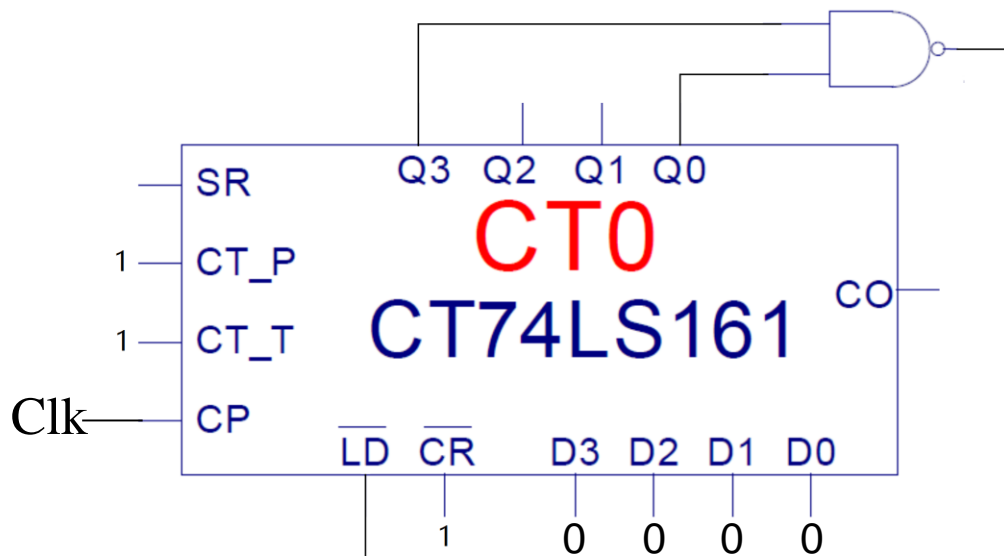 Q3 Q2 Q1 Q0
SR
CT0
1 CT_P
CO
1 CT_T
CT74LS161
Clk CP
LD CR D3 D2 D1 D0
1 0 0 0 0